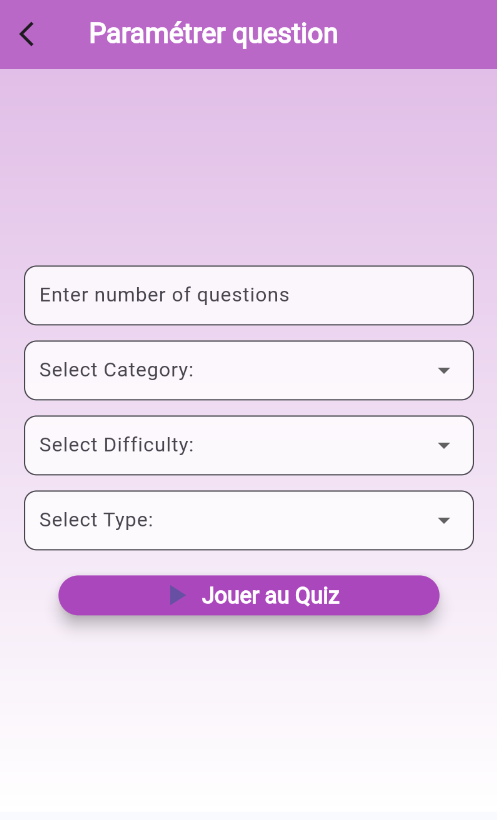 Paramétrer question
Enter number of questions
Select Category:
Select Difficulty:
Select Type:
Jouer au Quiz